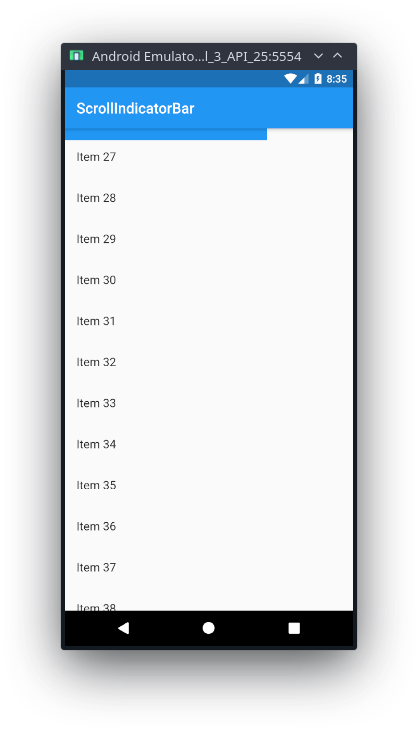 Android Emulato...l_3_API_25:5554
8:35
ScrollIndicatorBar
Item 27
Item 28
Item 29
Item 30
Item 31
Item 32
Item 33
Item 34
Item 35
Item 36
Item 37
Item 38